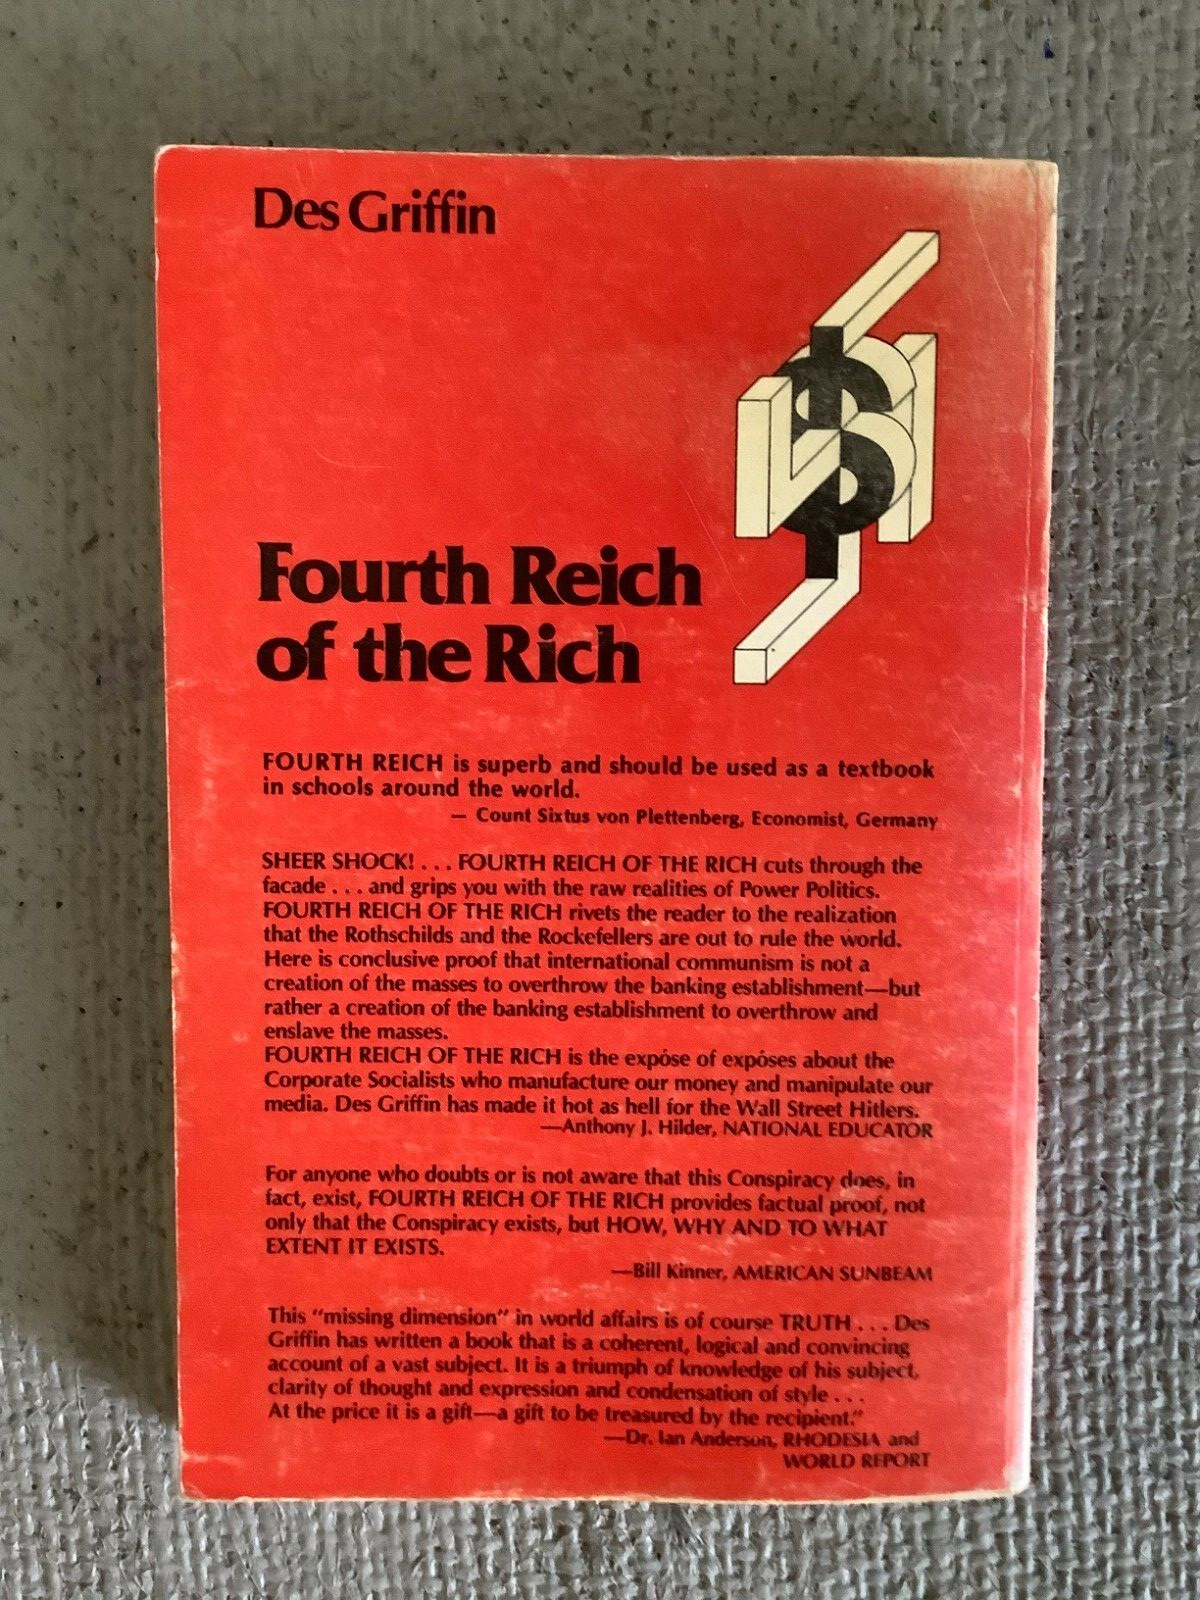 Des Griffin
$
Fourth Reich
of the Rich
FOURTH REICH is superb and should be used as a textbook
in schools around the world.
— Count Sixtus von Plettenberg, Economist, Germany
SHEER SHOCK! . . . FOURTH REICH OF THE RICH cuts through the
facade . . . and grips you with the raw realities of Power Politics.
FOURTH REICH OF THE RICH rivets the reader to the realization
that the Rothschilds and the Rockefellers are out to rule the world.
Here is conclusive proof that international communism is not a
creation of the masses to overthrow the banking establishment—but
rather a creation of the banking establishment to overthrow and
enslave the masses.
FOURTH REICH OF THE RICH is the expóse of expóses about the
Corporate Socialists who manufacture our money and manipulate our
media. Des Griffin has made it hot as hell for the Wall Street Hitlers.
—Anthony J. Hilder, NATIONAL EDUCATOR
For anyone who doubts or is not aware that this Conspiracy does, in
fact, exist, FOURTH REICH OF THE RICH provides factual proof, not
only that the Conspiracy exists, but HOW, WHY AND TO WHAT
EXTENT IT EXISTS.
—Bill Kinner, AMERICAN SUNBEAM
This "missing dimension" in world affairs is of course TRUTH . . . Des
Griffin has written a book that is a coherent, logical and convincing
account of a vast subject. It is a triumph of knowledge of his subject,
clarity of thought and expression and condensation of style . . .
At the price it is a gift—a gift to be treasured by the recipient."
—Dr. Ian Anderson, RHODESIA and
WORLD REPORT